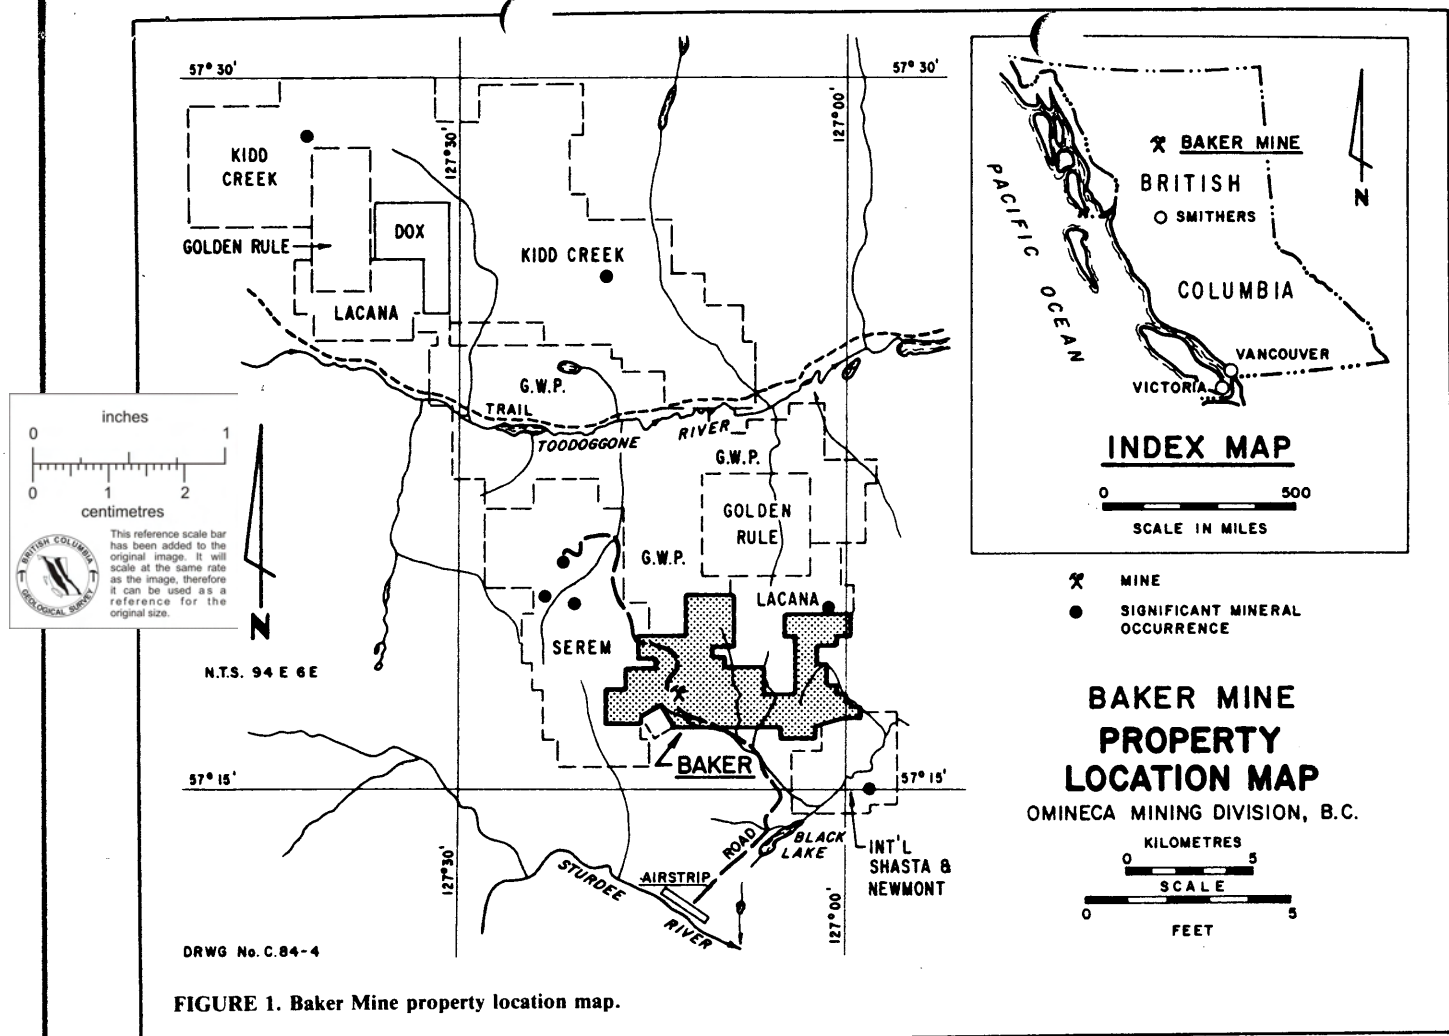 57° 30'
57° 30'
127° 30'
127° 00'
KIDD
CREEK
GOLDEN RULE
DOX
LACANA
KIDD CREEK
G.W.P.
TRAIL
TOODOGGONE
RIVER
G.W.P.
GOLDEN
RULE
G.W.P.
LACANA
SEREM
BAKER
57° 15'
57° 15'
127° 30'
127° 00'
STURDEE
RIVER
AIRSTRIP
ROAD
BLACK
LAKE
INT'L
SHASTA &
NEWMONT
N
N.T.S. 94 E 6E
DRWG No. C.84-4
inches
0 1
0 1 2
centimetres
BRITISH COLUMBIA
GEOLOGICAL SURVEY
This reference scale bar
has been added to the
original image. It will
scale at the same rate
as the image, therefore
it can be used as a
reference for the
original size.
BAKER MINE
BRITISH
SMITHERS
COLUMBIA
PACIFIC OCEAN
VANCOUVER
VICTORIA
N
INDEX MAP
0 500
SCALE IN MILES
MINE
SIGNIFICANT MINERAL
OCCURRENCE
BAKER MINE
PROPERTY
LOCATION MAP
OMINECA MINING DIVISION, B.C.
KILOMETRES
0 5
SCALE
0 5
FEET
FIGURE 1. Baker Mine property location map.